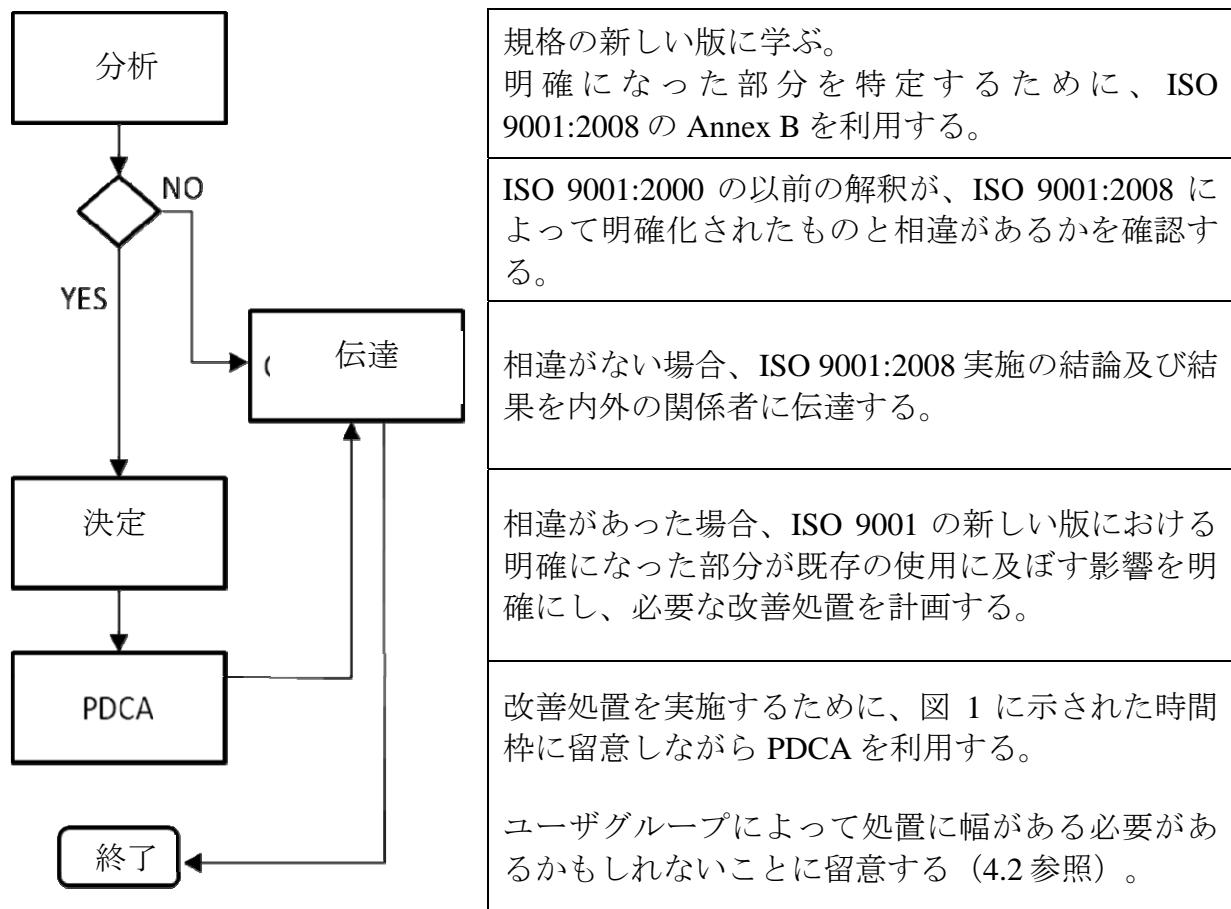 分析
規格の新しい版に学ぶ。
明確になった部分を特定するために、ISO
9001:2008 の Annex B を利用する。
NO
ISO 9001:2000 の以前の解釈が、ISO 9001:2008 に
よって明確化されたものと相違があるかを確認す
る。
YES
伝達
相違がない場合、ISO 9001:2008 実施の結論及び結
果を内外の関係者に伝達する。
決定
相違があった場合、ISO 9001 の新しい版における
明確になった部分が既存の使用に及ぼす影響を明
確にし、必要な改善処置を計画する。
PDCA
改善処置を実施するために、図 1 に示された時間
枠に留意しながら PDCA を利用する。
ユーザグループによって処置に幅がある必要があ
るかもしれないことに留意する（4.2 参照）。
終了